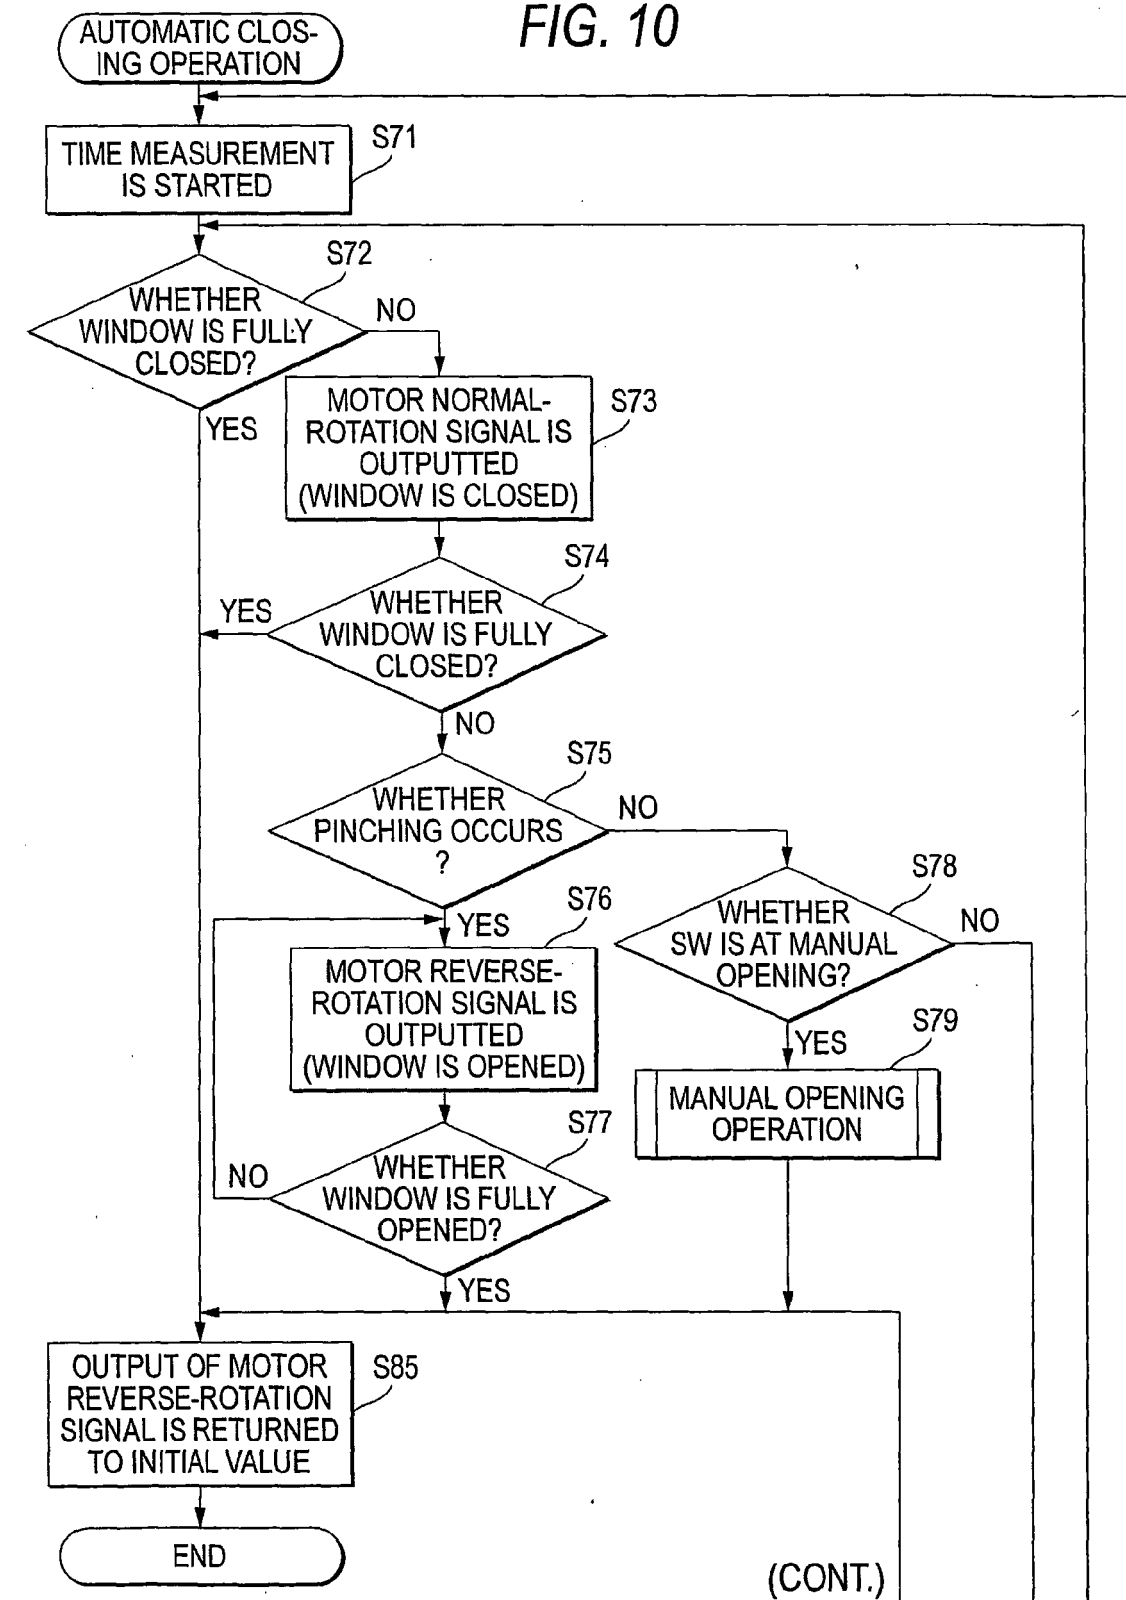 FIG. 10
AUTOMATIC CLOS-
ING OPERATION
S71
TIME MEASUREMENT
IS STARTED
S72
WHETHER
WINDOW IS FULLY
CLOSED?
NO
YES
S73
MOTOR NORMAL-
ROTATION SIGNAL IS
OUTPUTTED
(WINDOW IS CLOSED)
S74
WHETHER
WINDOW IS FULLY
CLOSED?
YES
NO
S75
WHETHER
PINCHING OCCURS
?
NO
YES
S76
MOTOR REVERSE-
ROTATION SIGNAL IS
OUTPUTTED
(WINDOW IS OPENED)
S78
WHETHER
SW IS AT MANUAL
OPENING?
NO
YES
S79
MANUAL OPENING
OPERATION
S77
WHETHER
WINDOW IS FULLY
OPENED?
NO
YES
S85
OUTPUT OF MOTOR
REVERSE-ROTATION
SIGNAL IS RETURNED
TO INITIAL VALUE
END
(CONT.)